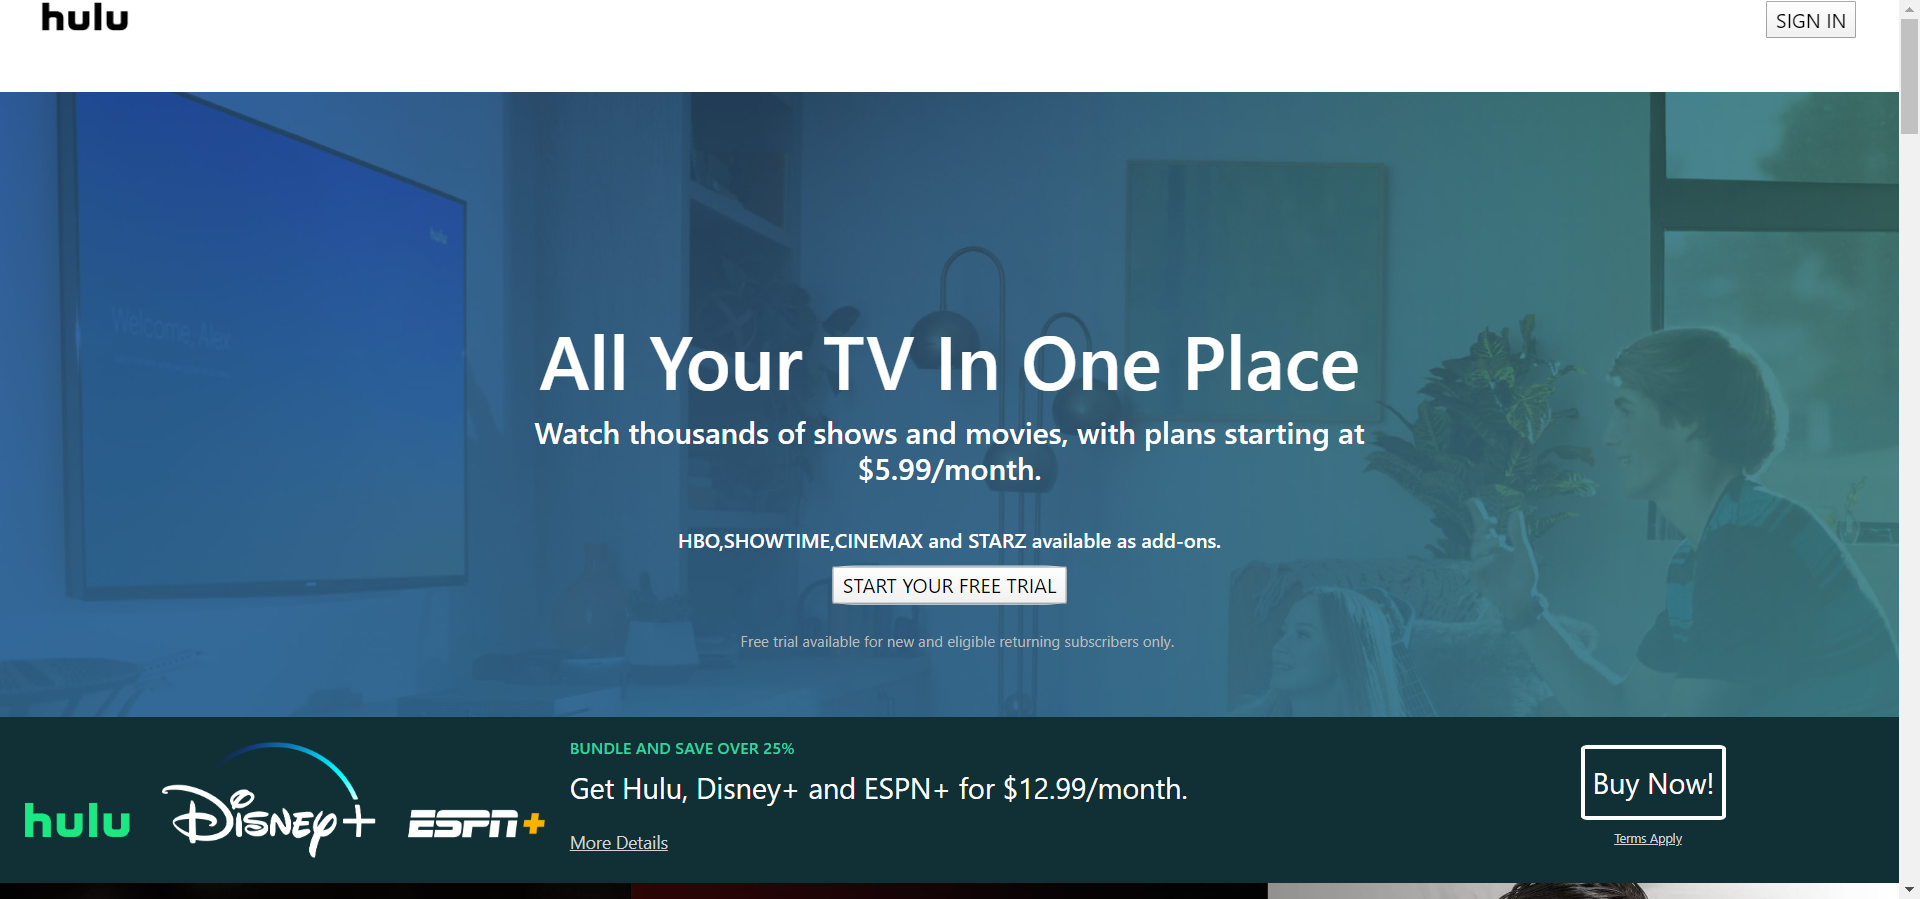 hulu
SIGN IN
hulu
Welcome, Alex
All Your TV In One Place
Watch thousands of shows and movies, with plans starting at
$5.99/month.
HBO,SHOWTIME,CINEMAX and STARZ available as add-ons.
START YOUR FREE TRIAL
Free trial available for new and eligible returning subscribers only.
hulu
Disney+
ESPN+
BUNDLE AND SAVE OVER 25%
Get Hulu, Disney+ and ESPN+ for $12.99/month.
More Details
Buy Now!
Terms Apply